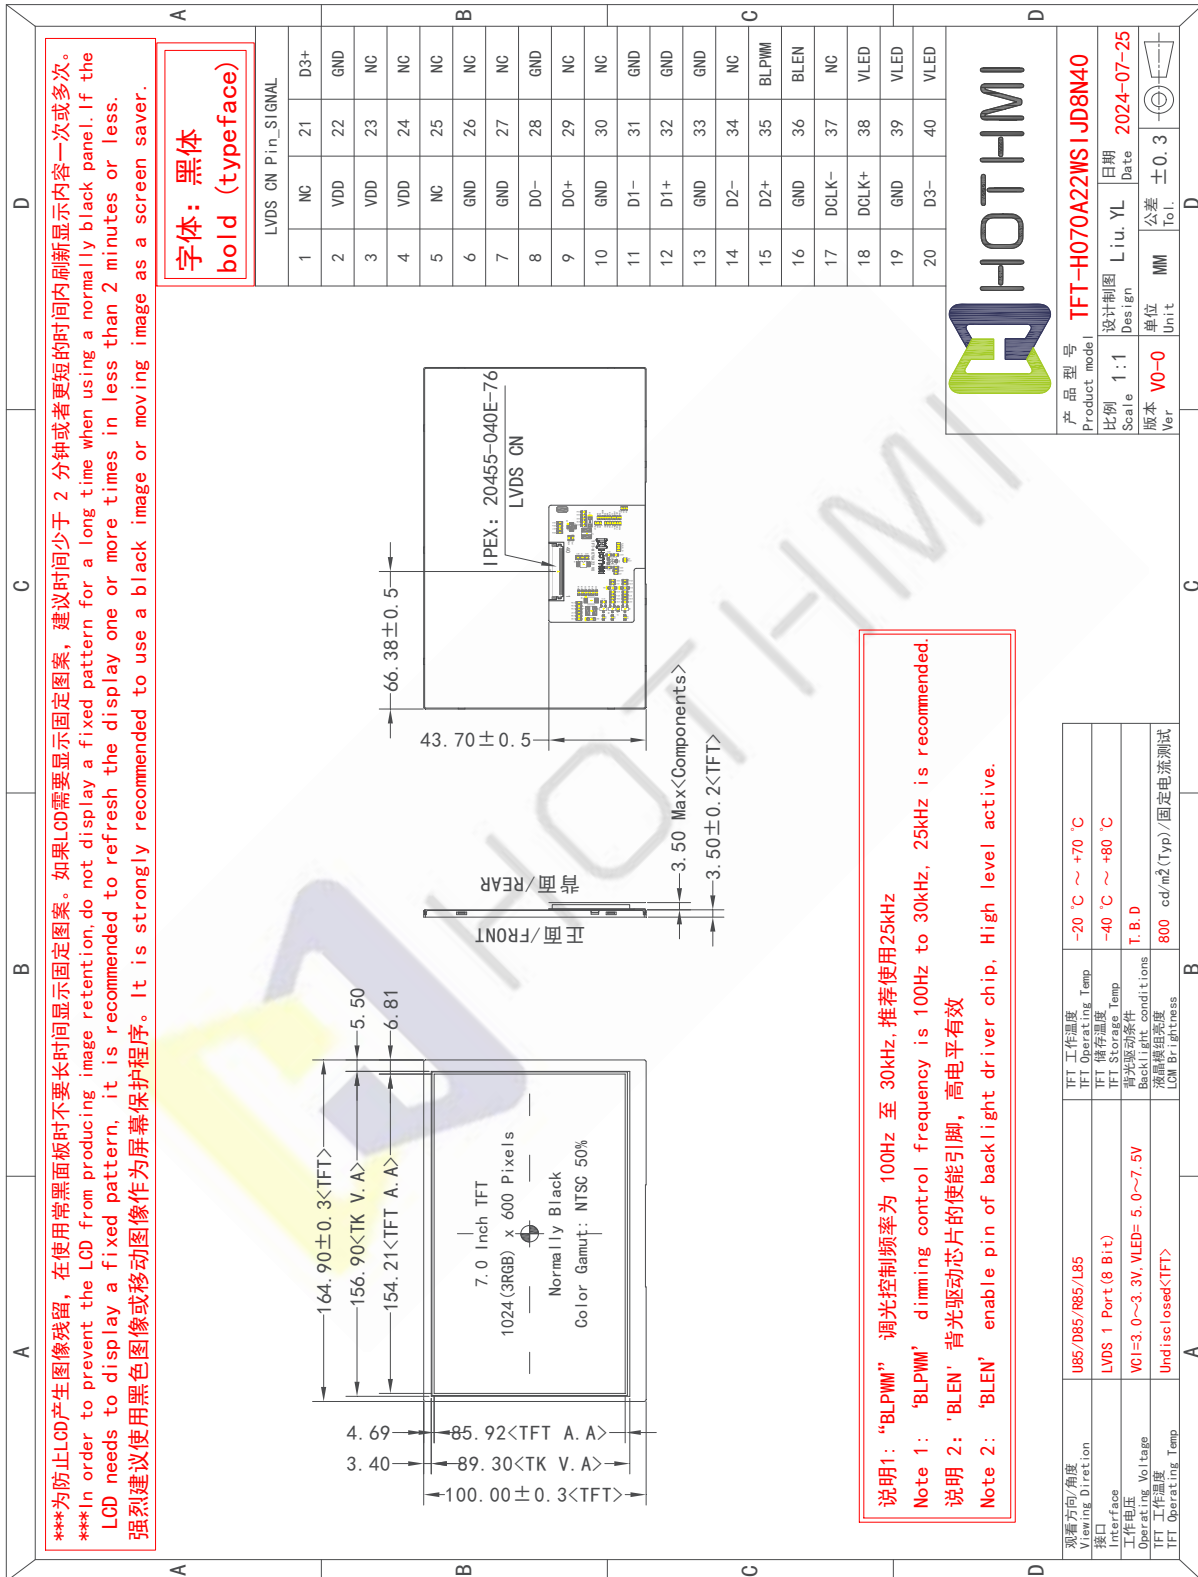 ***为防止LCD产生图像残留，在使用常黑面板时不要长时间显示固定图案。如果LCD需要显示固定图案，建议时间少于 2 分钟或者更短的时间内刷新显示内容一次或多次。
***In order to prevent the LCD from producing image retention,do not display a fixed pattern for a long time when using a normally black panel.If the
LCD needs to display a fixed pattern, it is recommended to refresh the display one or more times in less than 2 minutes or less.
强烈建议使用黑色图像或移动图像作为屏幕保护程序。It is strongly recommended to use a black image or moving image as a screen saver.
字体：黑体
bold (typeface)
LVDS CN Pin_SIGNAL
1 NC 21 D3+
2 VDD 22 GND
3 VDD 23 NC
4 VDD 24 NC
5 NC 25 NC
6 GND 26 NC
7 GND 27 NC
8 D0- 28 GND
9 D0+ 29 NC
10 GND 30 NC
11 D1- 31 GND
12 D1+ 32 GND
13 GND 33 GND
14 D2- 34 NC
15 D2+ 35 BLPWM
16 GND 36 BLEN
17 DCLK- 37 NC
18 DCLK+ 38 VLED
19 GND 39 VLED
20 D3- 40 VLED
164.90±0.3<TFT>
156.90<TK V.A>
154.21<TFT A.A>
5.50
6.81
4.69
85.92<TFT A.A>
3.40
89.30<TK V.A>
100.00±0.3<TFT>
7.0 Inch TFT
1024(3RGB) x 600 Pixels
Normally Black
Color Gamut: NTSC 50%
正面/FRONT
背面/REAR
3.50 Max<Components>
3.50±0.2<TFT>
66.38±0.5
43.70±0.5
IPEX: 20455-040E-76
LVDS CN
说明1：“BLPWM” 调光控制频率为 100Hz 至 30kHz,推荐使用25kHz
Note 1: 'BLPWM' dimming control frequency is 100Hz to 30kHz, 25kHz is recommended.
说明 2：'BLEN' 背光驱动芯片的使能引脚，高电平有效
Note 2: 'BLEN' enable pin of backlight driver chip, High level active.
观看方向/角度
Viewing Diretion
U85/D85/R85/L85
TFT 工作温度
TFT Operating Temp
-20 ℃ ～ +70 ℃
接口
Interface
LVDS 1 Port(8 Bit)
TFT 储存温度
TFT Storage Temp
-40 ℃ ～ +80 ℃
工作电压
Operating Voltage
VCI=3.0～3.3V,VLED= 5.0～7.5V
背光驱动条件
Backlight conditions
T.B.D
TFT 工作温度
TFT Operating Temp
Undisclosed<TFT>
液晶模组亮度
LCM Brightness
800 cd/m2(Typ)/固定电流测试
HOTHMI
产 品 型 号
Product model
TFT-H070A22WSIJD8N40
比例
Scale
1:1
设计制图
Design
Liu.YL
日期
Date
2024-07-25
版本
Ver
V0-0
单位
Unit
MM
公差
Tol.
±0.3
A
B
C
D
A
B
C
D
A
B
C
D
A
B
C
D
HOTHMI